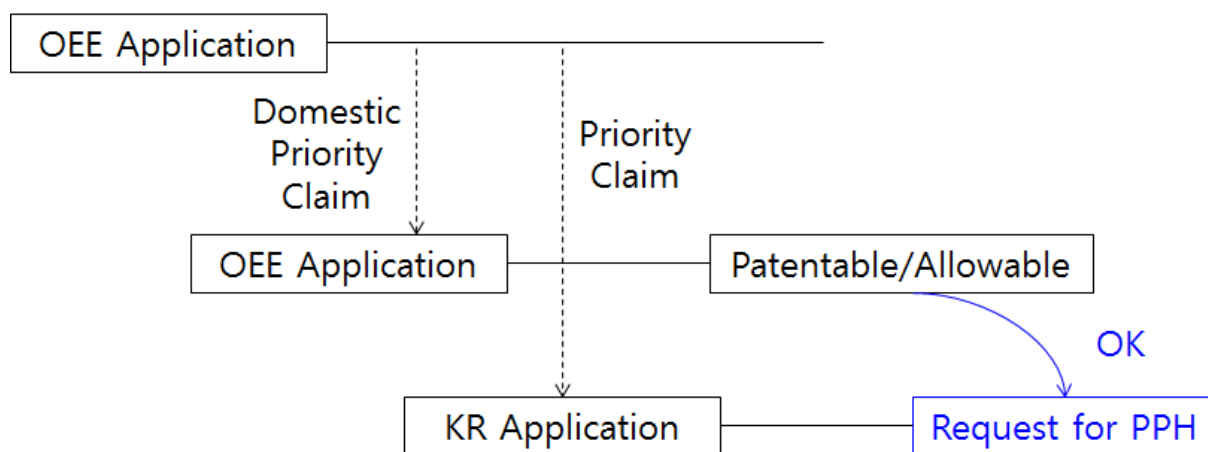 OEE Application
Domestic
Priority
Claim
Priority
Claim
OEE Application
Patentable/Allowable
OK
KR Application
Request for PPH